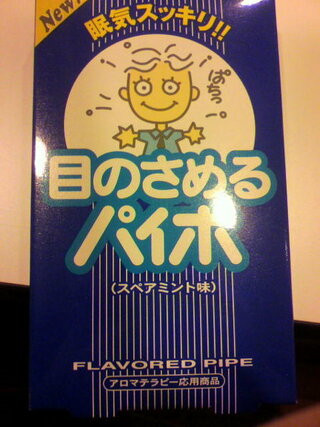 New!
眠気スッキリ!!
ぱちっ
目のさめる
パイポ
(スペアミント味)
FLAVORED PIPE
アロマテラピー応用商品